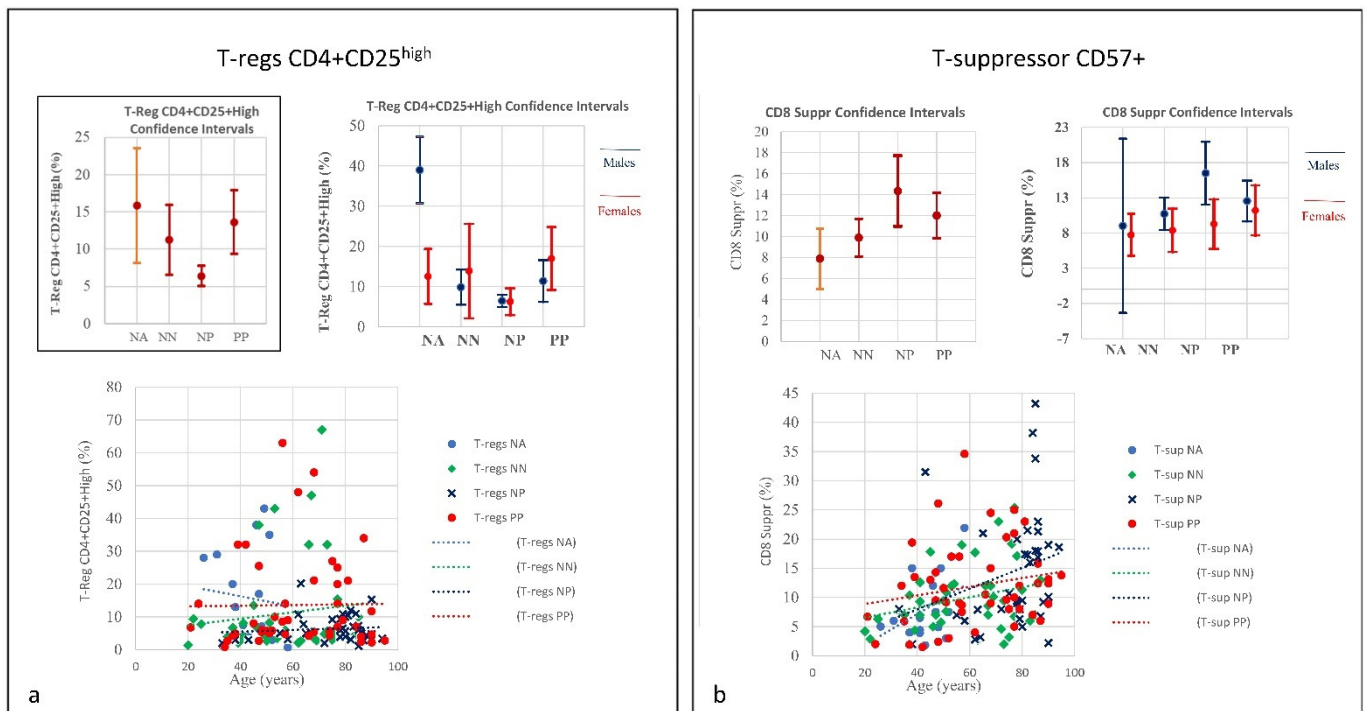 T-regs CD4+CD25high
T-Reg CD4+CD25+High
Confidence Intervals
T-Reg CD4+CD25+High (%)
25
20
15
10
5
0
NA NN NP PP
T-Reg CD4+CD25+High Confidence Intervals
T-Reg CD4+CD25+High (%)
50
40
30
20
10
0
NA NN NP PP
Males
Females
T-Reg CD4+CD25+High (%)
80
70
60
50
40
30
20
10
0
0 20 40 60 80 100
Age (years)
T-regs NA
T-regs NN
T-regs NP
T-regs PP
(T-regs NA)
(T-regs NN)
(T-regs NP)
(T-regs PP)
a
T-suppressor CD57+
CD8 Suppr Confidence Intervals
CD8 Suppr (%)
20
18
16
14
12
10
8
6
4
2
0
NA NN NP PP
CD8 Suppr Confidence Intervals
CD8 Suppr (%)
23
18
13
8
3
-2
-7
NA NN NP PP
Males
Females
CD8 Suppr (%)
45
40
35
30
25
20
15
10
5
0
0 20 40 60 80 100
Age (years)
T-sup NA
T-sup NN
T-sup NP
T-sup PP
(T-sup NA)
(T-sup NN)
(T-sup NP)
(T-sup PP)
b